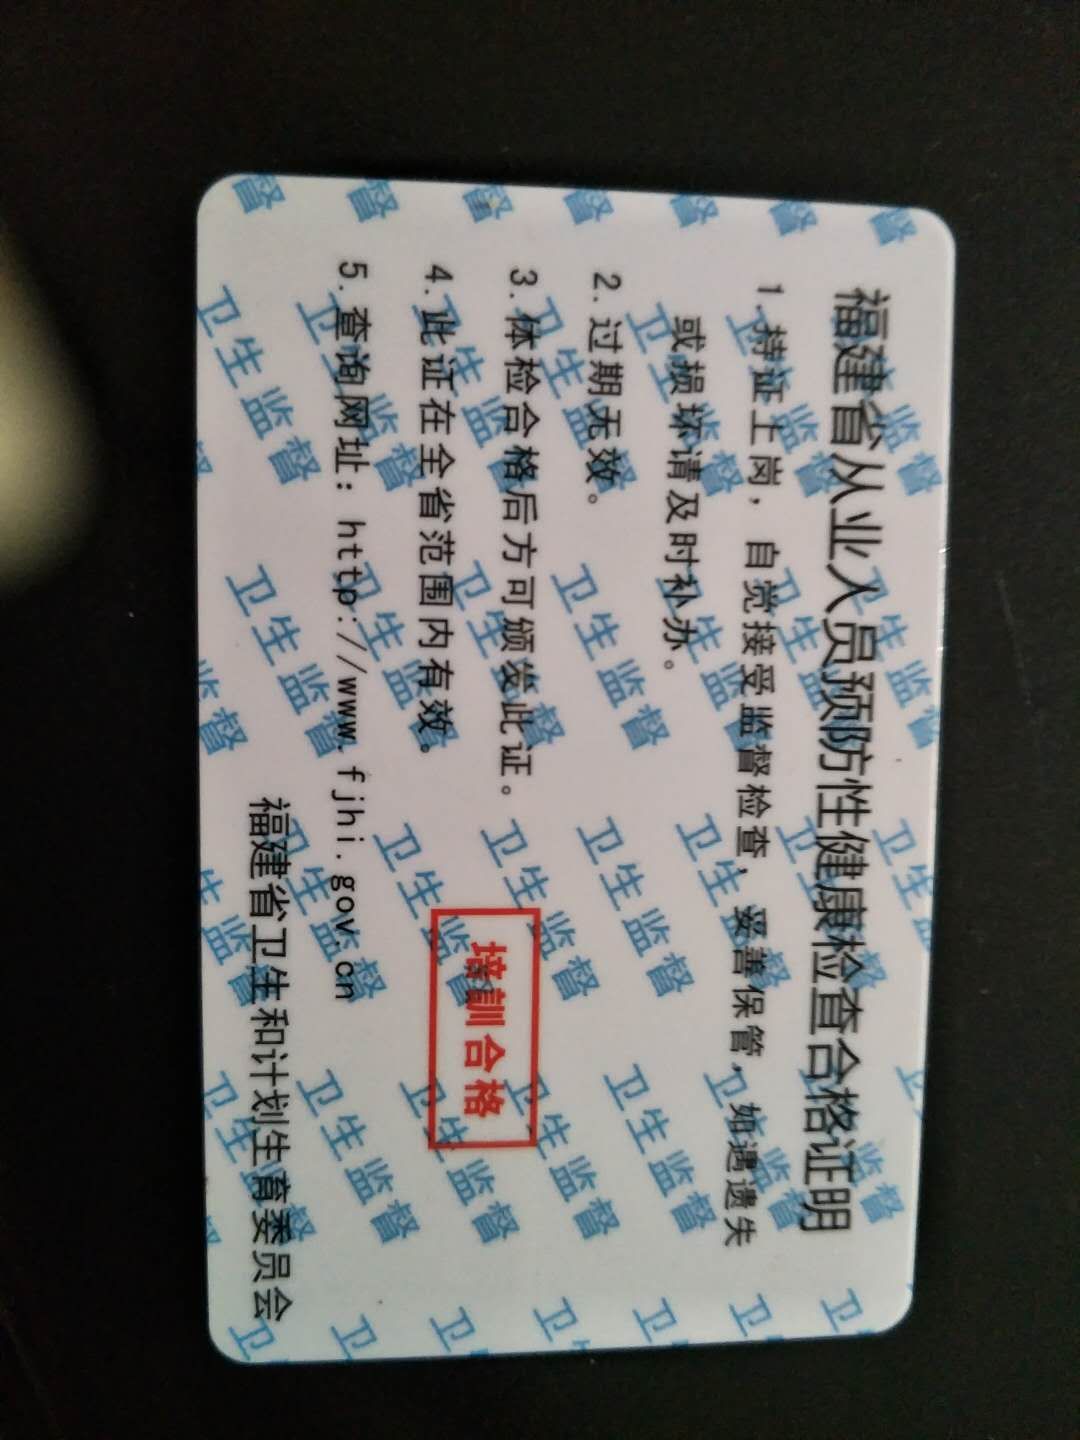 福建省从业人员预防性健康检查合格证明
1.持证上岗，自觉接受监督检查，妥善保管，如遇遗失
或损坏请及时补办。
2.过期无效。
3.体检合格后方可颁发此证。
4.此证在全省范围内有效。
5.查询网址：http://www.fjhi.gov.cn
培訓合格
福建省卫生和计划生育委员会
卫生监督